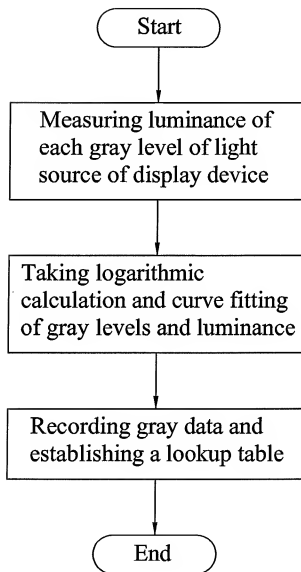 Start
Measuring luminance of
each gray level of light
source of display device
Taking logarithmic
calculation and curve fitting
of gray levels and luminance
Recording gray data and
establishing a lookup table
End